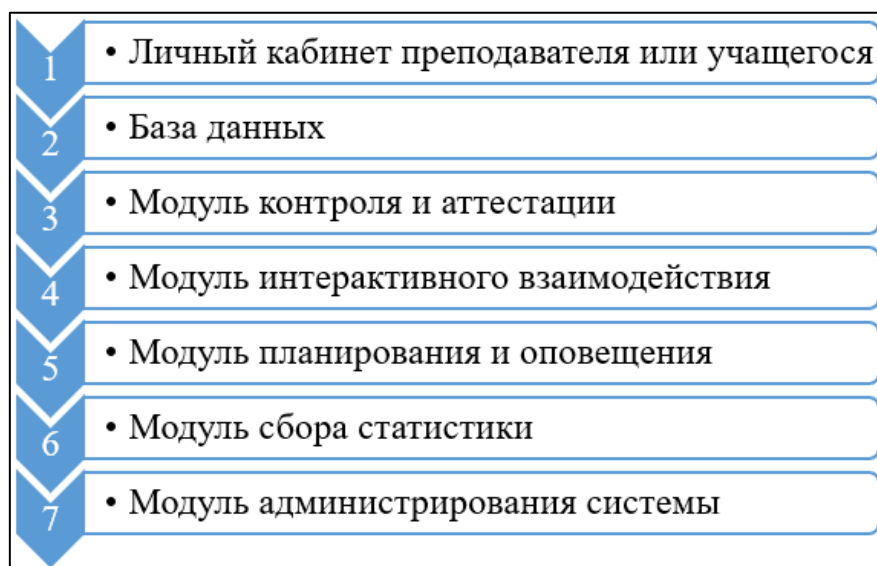 1
• Личный кабинет преподавателя или учащегося
2
• База данных
3
• Модуль контроля и аттестации
4
• Модуль интерактивного взаимодействия
5
• Модуль планирования и оповещения
6
• Модуль сбора статистики
7
• Модуль администрирования системы